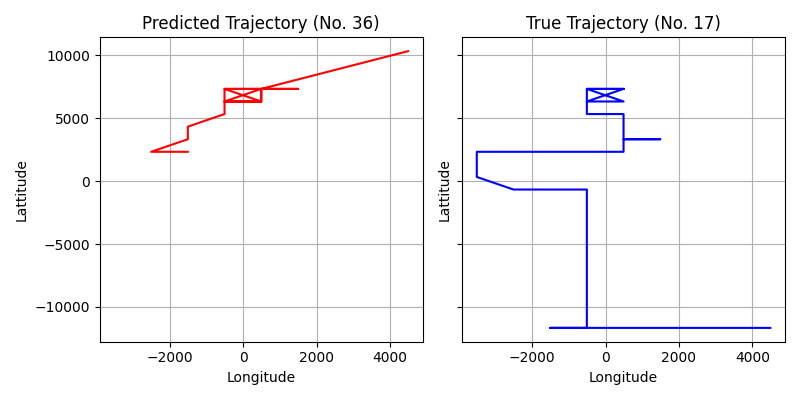 Predicted Trajectory (No. 36)
True Trajectory (No. 17)
10000
5000
0
−5000
−10000
Lattitude
Lattitude
−2000 0 2000 4000
−2000 0 2000 4000
Longitude
Longitude